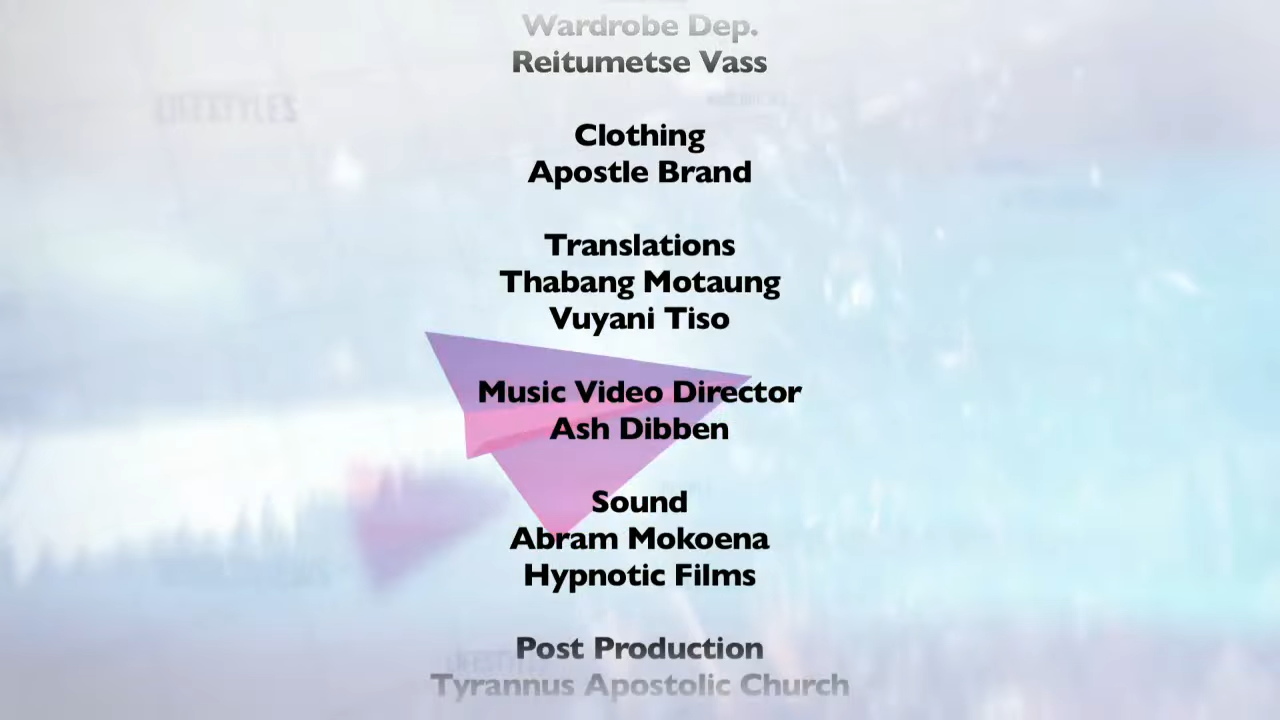 Wardrobe Dep.
Reitumetse Vass
LIFESTYLES
Clothing
Apostle Brand
Translations
Thabang Motaung
Vuyani Tiso
Music Video Director
Ash Dibben
Sound
Abram Mokoena
Hypnotic Films
Post Production
Tyrannus Apostolic Church